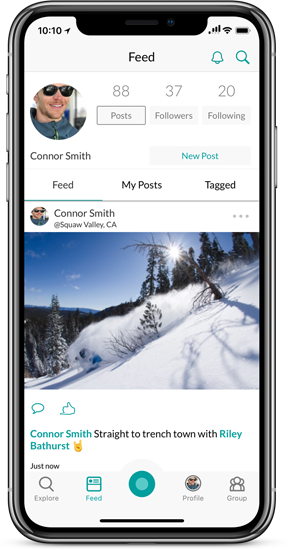 10:10
Feed
88 37 20
Posts Followers Following
Connor Smith New Post
Feed My Posts Tagged
Connor Smith
@Squaw Valley, CA
Connor Smith Straight to trench town with Riley
Bathurst 🤘
Just now
Explore Feed Profile Group